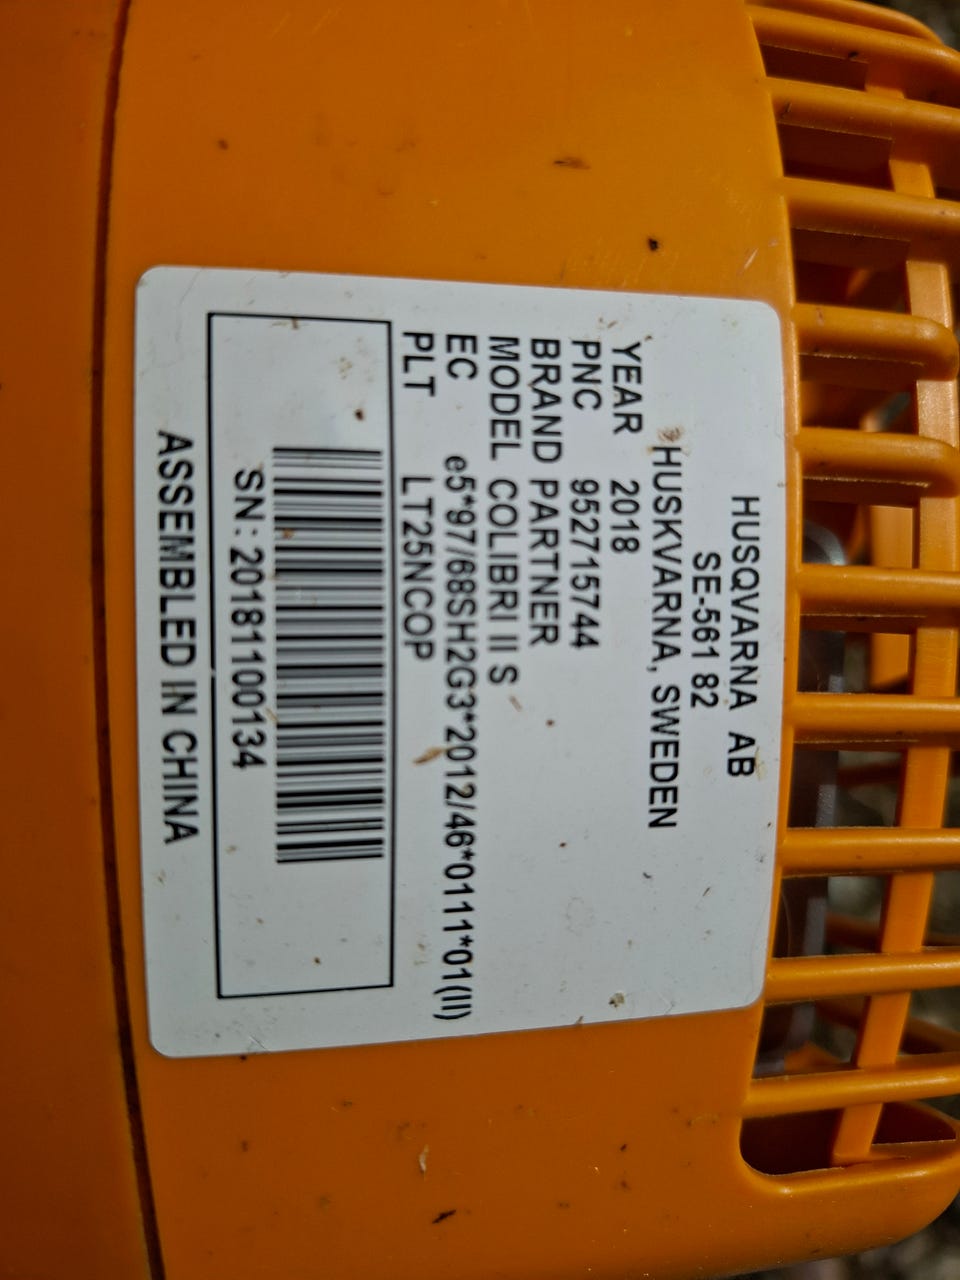 HUSQVARNA AB
SE-561 82
HUSKVARNA, SWEDEN
YEAR 2018
PNC 952715744
BRAND PARTNER
MODEL COLIBRI II S
EC e5*97/68SH2G3*2012/46*0111*01(II)
PLT LT25NCOP
SN: 20181100134
ASSEMBLED IN CHINA